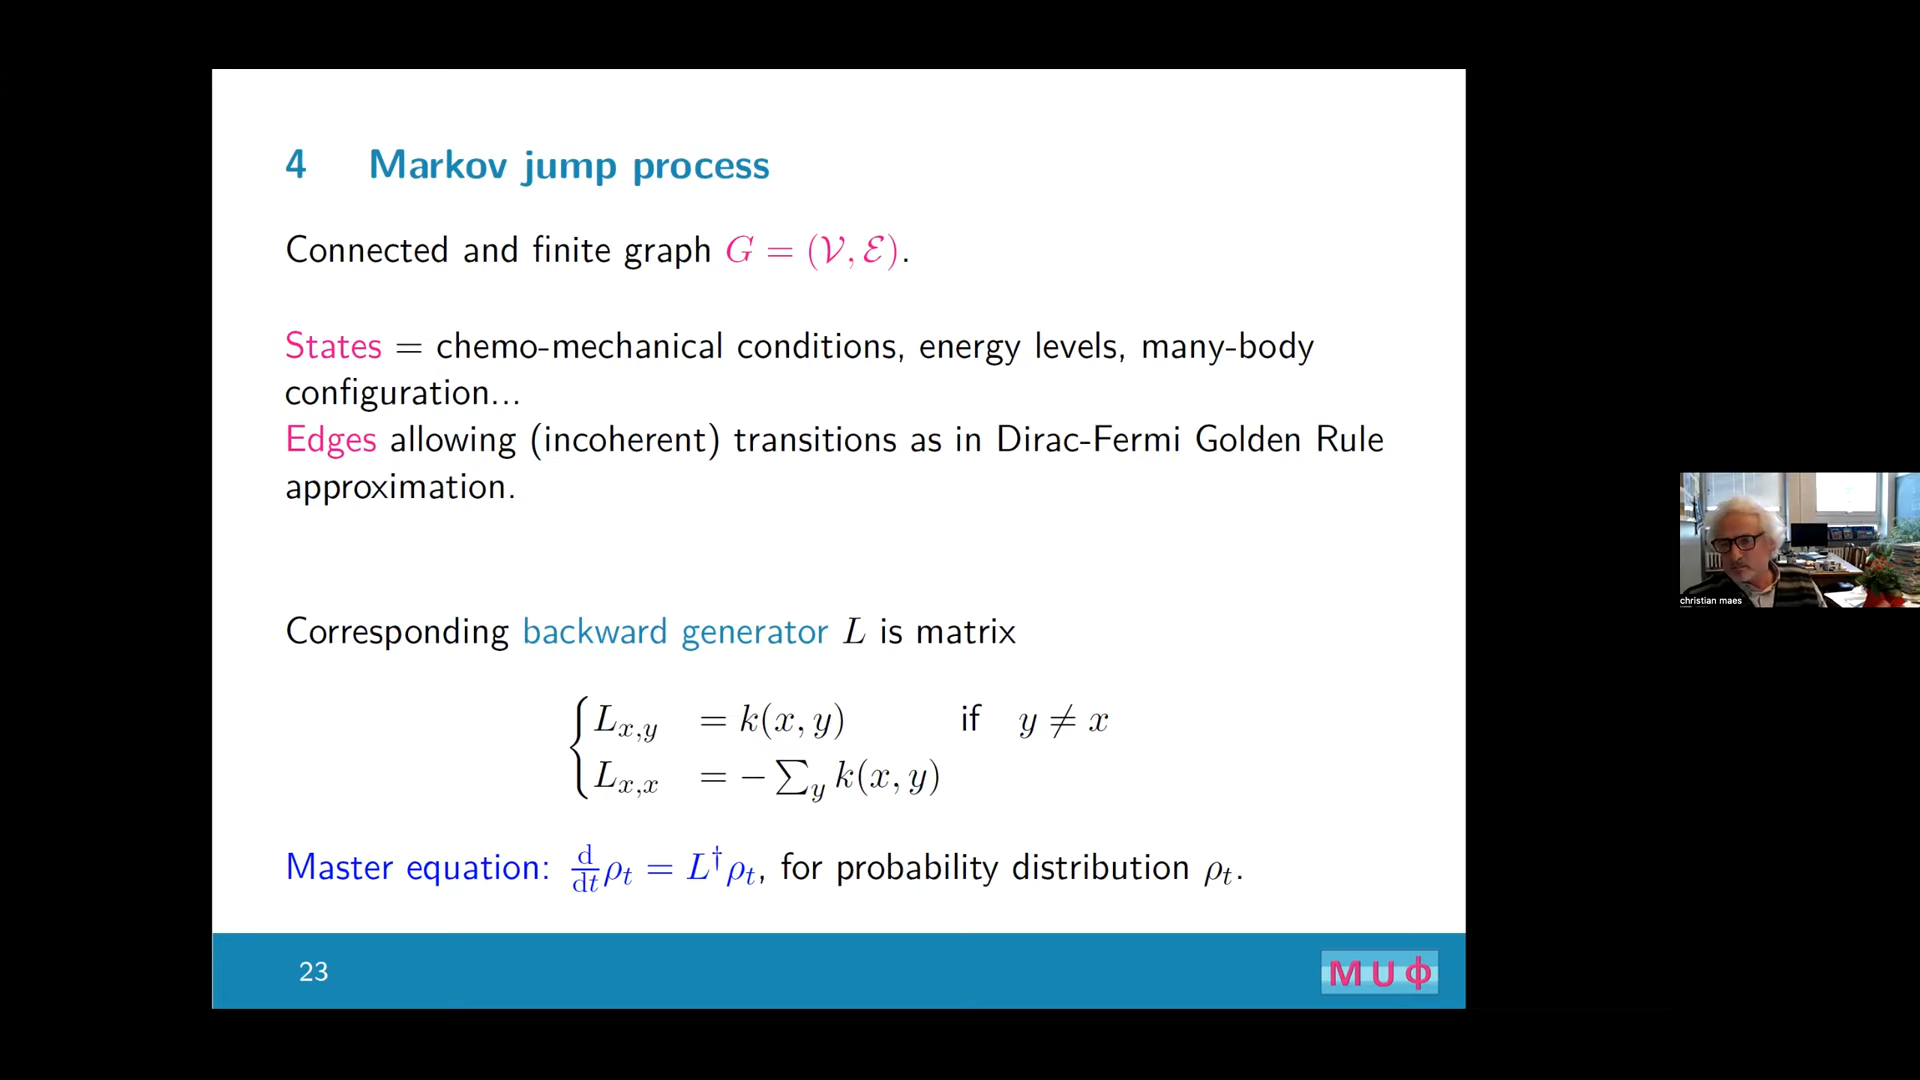 4 Markov jump process
Connected and finite graph G = (𝒱, ℰ).
States = chemo-mechanical conditions, energy levels, many-body
configuration...
Edges allowing (incoherent) transitions as in Dirac-Fermi Golden Rule
approximation.
Corresponding backward generator L is matrix
{ L_{x,y} = k(x, y) if y ≠ x
L_{x,x} = − ∑_y k(x, y)
Master equation: d/dt ρ_t = L^† ρ_t, for probability distribution ρ_t.
23
M U Φ
christian maes